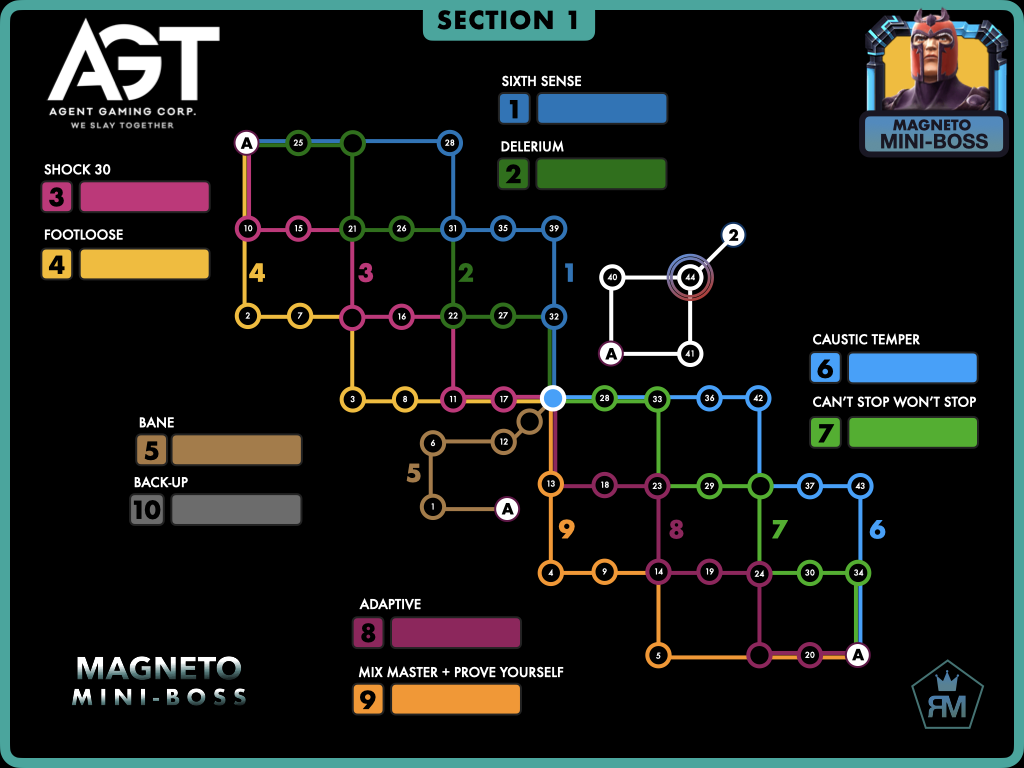 SECTION 1
AGT
AGENT GAMING CORP.
WE SLAY TOGETHER
MAGNETO
MINI-BOSS
SIXTH SENSE
1
DELERIUM
2
SHOCK 30
3
FOOTLOOSE
4
A 25 28
10 15 21 26 31 35 39
4 3 2 1
2 7 16 22 27 32
3 8 11 17
2
40 44
A 41
CAUSTIC TEMPER
6
CAN'T STOP WON'T STOP
7
28 33 36 42
BANE
5
BACK-UP
10
6 12
5
1 A
13 18 23 29 37 43
9 8 7 6
4 9 14 19 24 30 34
5 20 A
ADAPTIVE
8
MIX MASTER + PROVE YOURSELF
9
MAGNETO
MINI-BOSS
RM